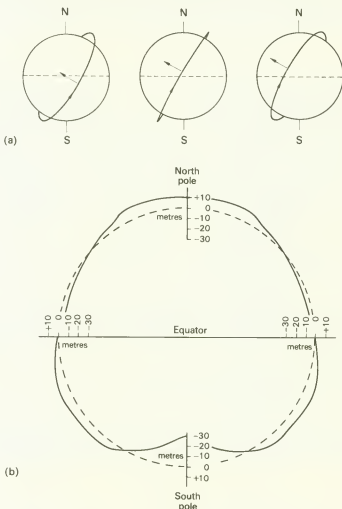 N
N
N
S
S
S
(a)
North
pole
+10
0
metres
-10
-20
-30
+10
0
-10
-20
-30
metres
Equator
-30
-20
-10
0
+10
metres
-30
-20
metres
-10
0
+10
(b)
South
pole